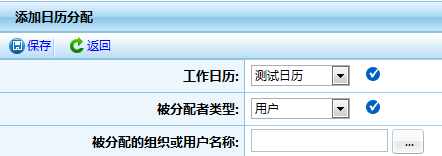 添加日历分配
保存 返回
工作日历: 测试日历
被分配者类型: 用户
被分配的组织或用户名称: ...